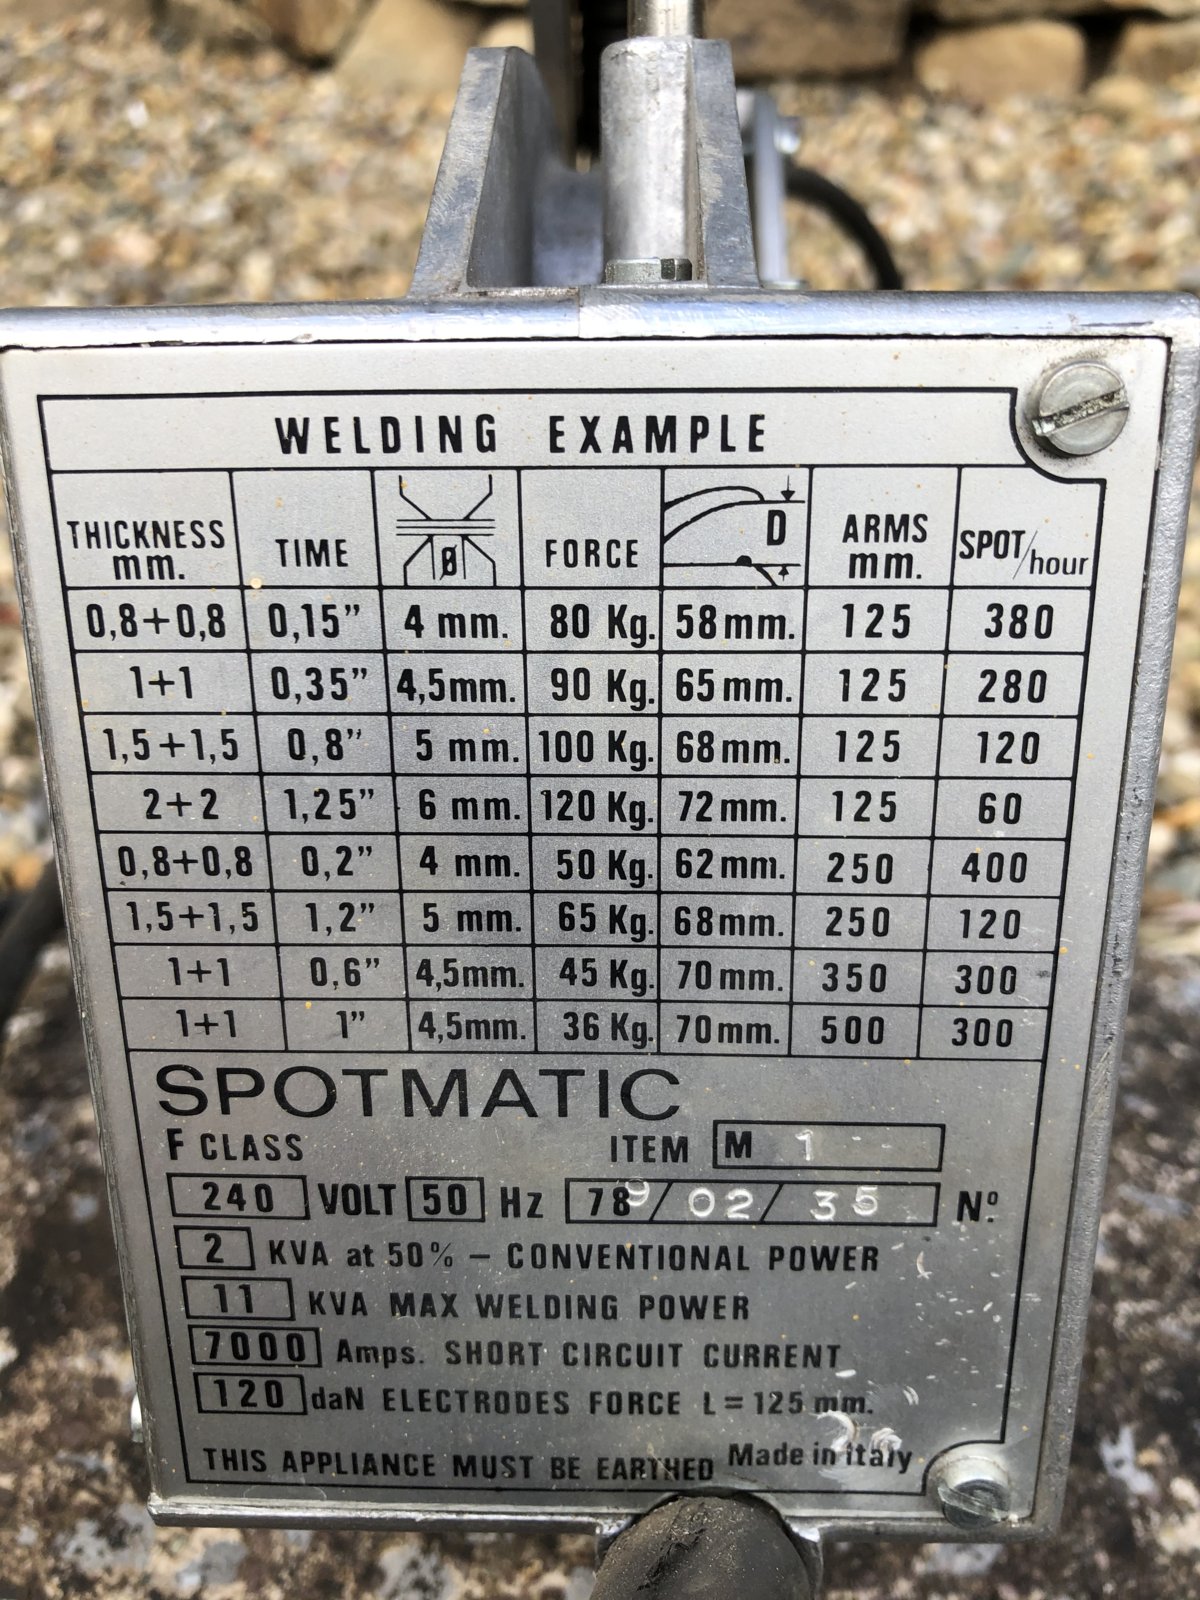 WELDING EXAMPLE
THICKNESS mm. TIME Ø FORCE D ARMS mm. SPOT/hour
0,8+0,8 0,15” 4 mm. 80 Kg. 58mm. 125 380
1+1 0,35” 4,5mm. 90 Kg. 65mm. 125 280
1,5+1,5 0,8” 5 mm. 100 Kg. 68mm. 125 120
2+2 1,25” 6 mm. 120 Kg. 72mm. 125 60
0,8+0,8 0,2” 4 mm. 50 Kg. 62mm. 250 400
1,5+1,5 1,2” 5 mm. 65 Kg. 68mm. 250 120
1+1 0,6” 4,5mm. 45 Kg. 70mm. 350 300
1+1 1” 4,5mm. 36 Kg. 70mm. 500 300
SPOTMATIC
F CLASS ITEM M 1
240 VOLT 50 Hz 789/02/35 Nº
2 KVA at 50% – CONVENTIONAL POWER
11 KVA MAX WELDING POWER
7000 Amps. SHORT CIRCUIT CURRENT
120 daN ELECTRODES FORCE L=125 mm.
THIS APPLIANCE MUST BE EARTHED Made in italy